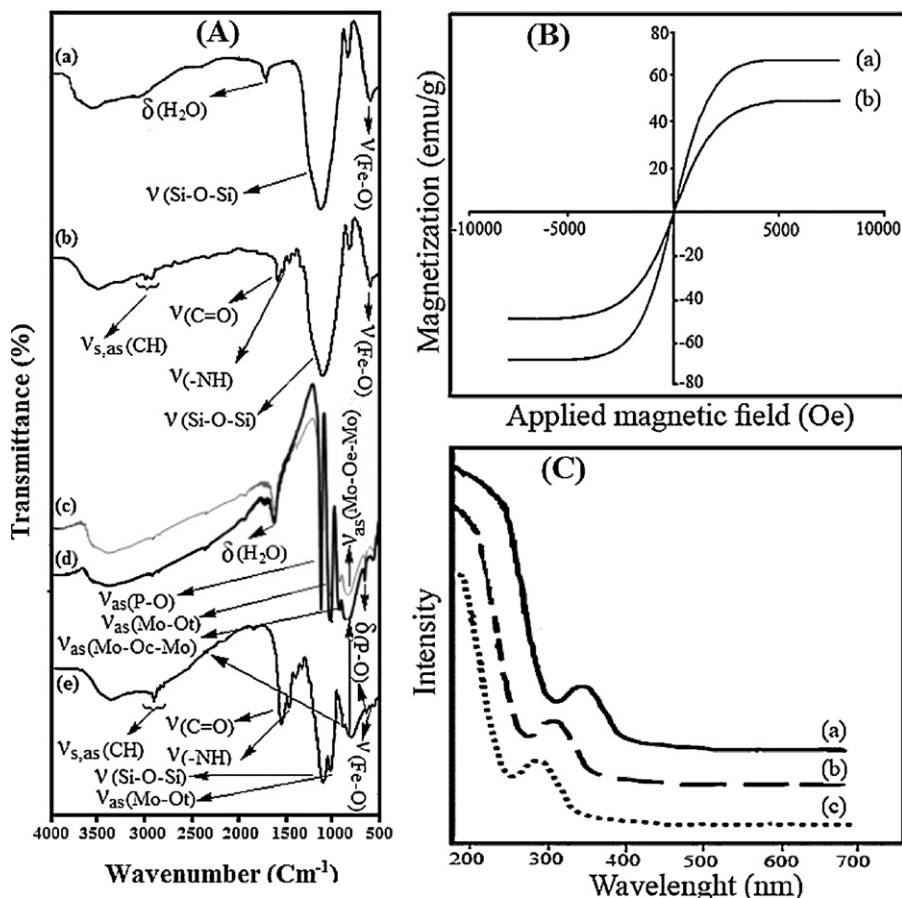 (A)
(a)
δ(H₂O)
ν(Si-O-Si)
ν(Fe-O)
(b)
νs,as(CH)
ν(C=O)
ν(-NH)
ν(Si-O-Si)
ν(Fe-O)
(c)
(d)
δ(H₂O)
νas(P-O)
νas(Mo-Ot)
νas(Mo-Oc-Mo)
νas(Mo-Oe-Mo)
δ(P-O)
(e)
νs,as(CH)
ν(C=O)
ν(-NH)
ν(Si-O-Si)
νas(Mo-Ot)
ν(Fe-O)
Transmittance (%)
4000 3000 2000 1500 1000 500
Wavenumber (Cm⁻¹)
(B)
80
60
40
20
-10000 -5000 5000 10000
-20
-40
-60
-80
(a)
(b)
Magnetization (emu/g)
Applied magnetic field (Oe)
(C)
(a)
(b)
(c)
Intensity
200 300 400 500 600 700
Wavelenght (nm)